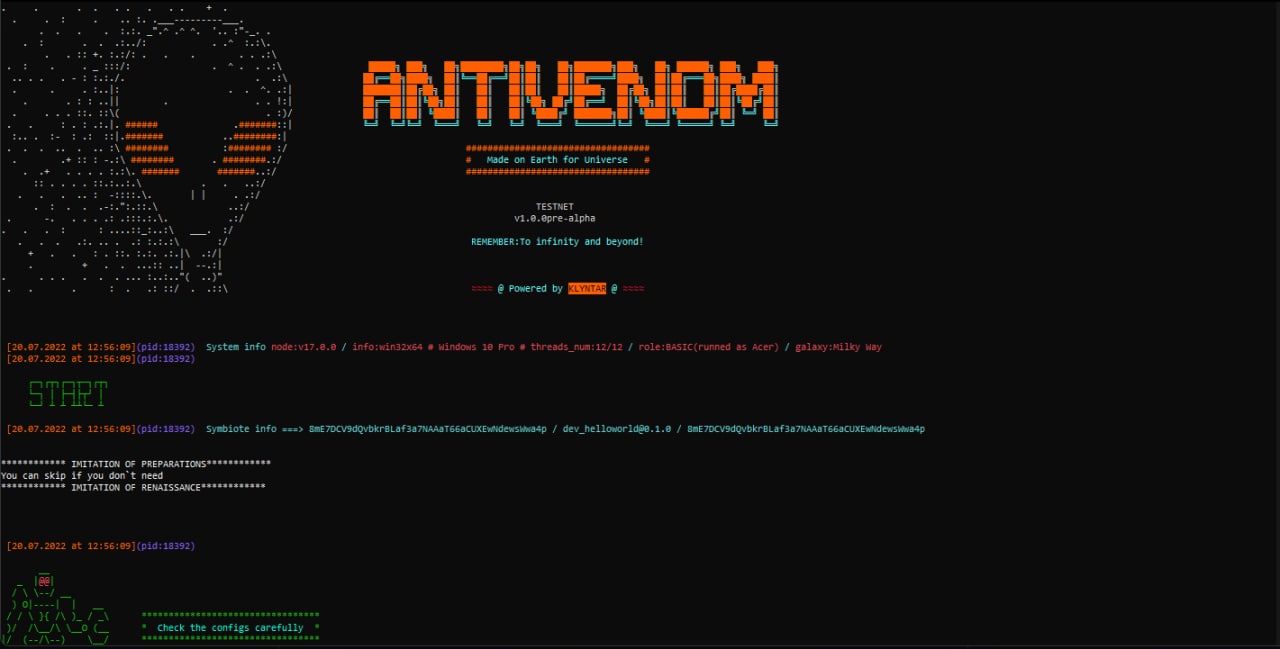 ANTIVENOM
Made on Earth for Universe
TESTNET
v1.0.0pre-alpha
REMEMBER:To infinity and beyond!
@ Powered by KLYNTAR @
[20.07.2022 at 12:56:09](pid:18392) System info node:v17.0.0 / info:win32x64 # Windows 10 Pro # threads_num:12/12 / role:BASIC(runned as Acer) / galaxy:Milky Way
[20.07.2022 at 12:56:09](pid:18392)
START
[20.07.2022 at 12:56:09](pid:18392) Symbiote info ===> 8mE7DCV9dQvbkrBLaf3a7NAAaT66aCUXEwNdewsWwa4p / dev_helloworld@0.1.0 / 8mE7DCV9dQvbkrBLaf3a7NAAaT66aCUXEwNdewsWwa4p
************ IMITATION OF PREPARATIONS************
You can skip if you don`t need
************ IMITATION OF RENAISSANCE************
[20.07.2022 at 12:56:09](pid:18392)
* Check the configs carefully *